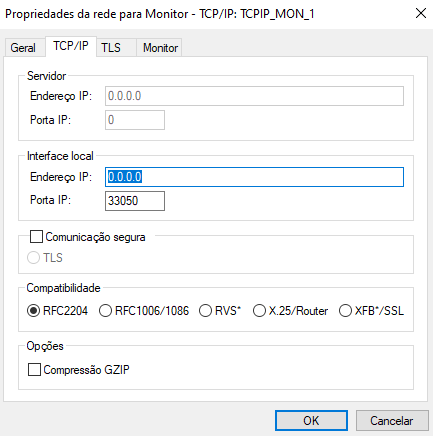 Propriedades da rede para Monitor - TCP/IP: TCPIP_MON_1
Geral TCP/IP TLS Monitor
Servidor
Endereço IP: 0.0.0.0
Porta IP: 0
Interface local
Endereço IP: 0.0.0.0
Porta IP: 33050
Comunicação segura
TLS
Compatibilidade
RFC2204 RFC1006/1086 RVS* X.25/Router XFB*/SSL
Opções
Compressão GZIP
OK Cancelar